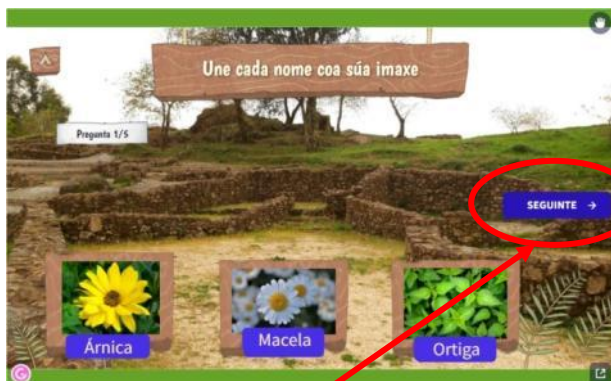 Une cada nome coa súa imaxe
Pregunta 1/5
SEGUINTE →
Árnica
Macela
Ortiga